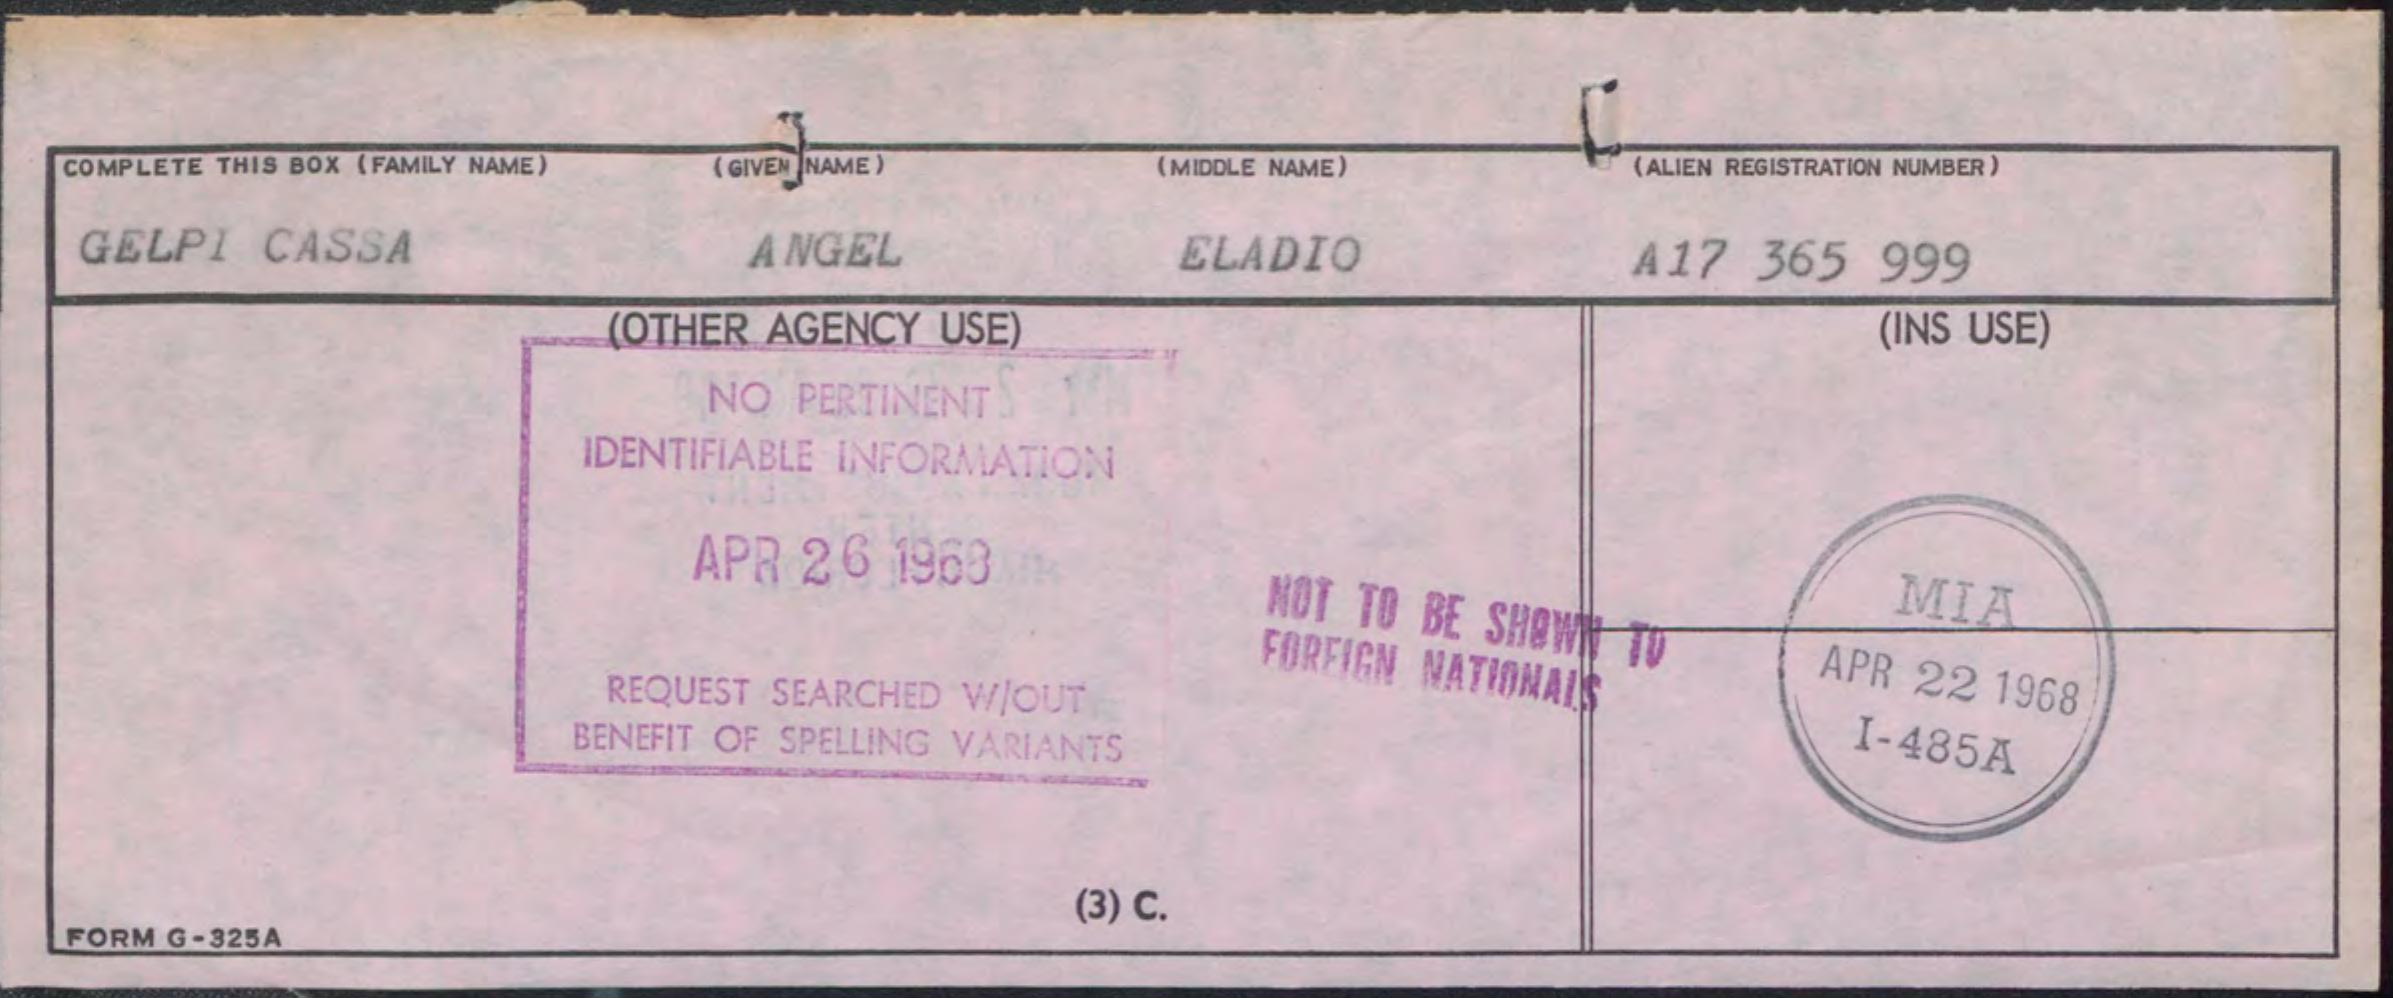 COMPLETE THIS BOX (FAMILY NAME) (GIVEN NAME) (MIDDLE NAME) (ALIEN REGISTRATION NUMBER)
GELPI CASSA ANGEL ELADIO A17 365 999
(OTHER AGENCY USE)
NO PERTINENT
IDENTIFIABLE INFORMATION
APR 26 1968
REQUEST SEARCHED W/OUT
BENEFIT OF SPELLING VARIANTS
NOT TO BE SHOWN TO
FOREIGN NATIONALS
(INS USE)
MIA
APR 22 1968
I-485A
(3) C.
FORM G-325A